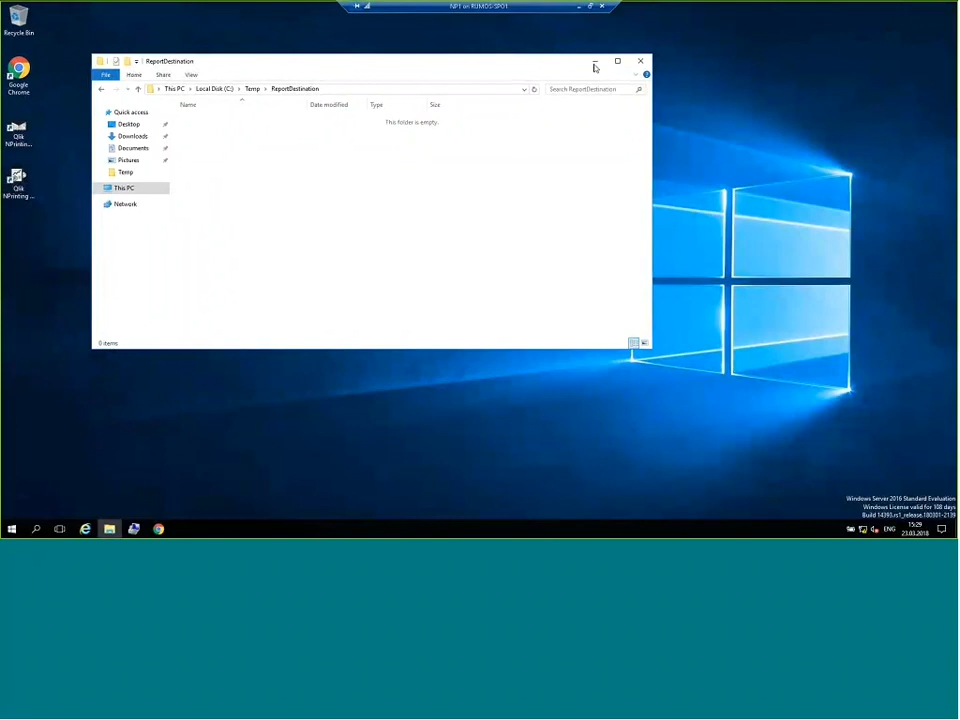 NP1 on RUMOS-SPO1
Recycle Bin
Google Chrome
Qlik NPrintin...
Qlik NPrinting ...
ReportDestination
File Home Share View
This PC > Local Disk (C:) > Temp > ReportDestination
Search ReportDestination
Name Date modified Type Size
This folder is empty.
Quick access
Desktop
Downloads
Documents
Pictures
Temp
This PC
Network
0 items
Windows Server 2016 Standard Evaluation
Windows License valid for 108 days
Build 14393.rs1_release.180301-2139
ENG
15:29
23.03.2018